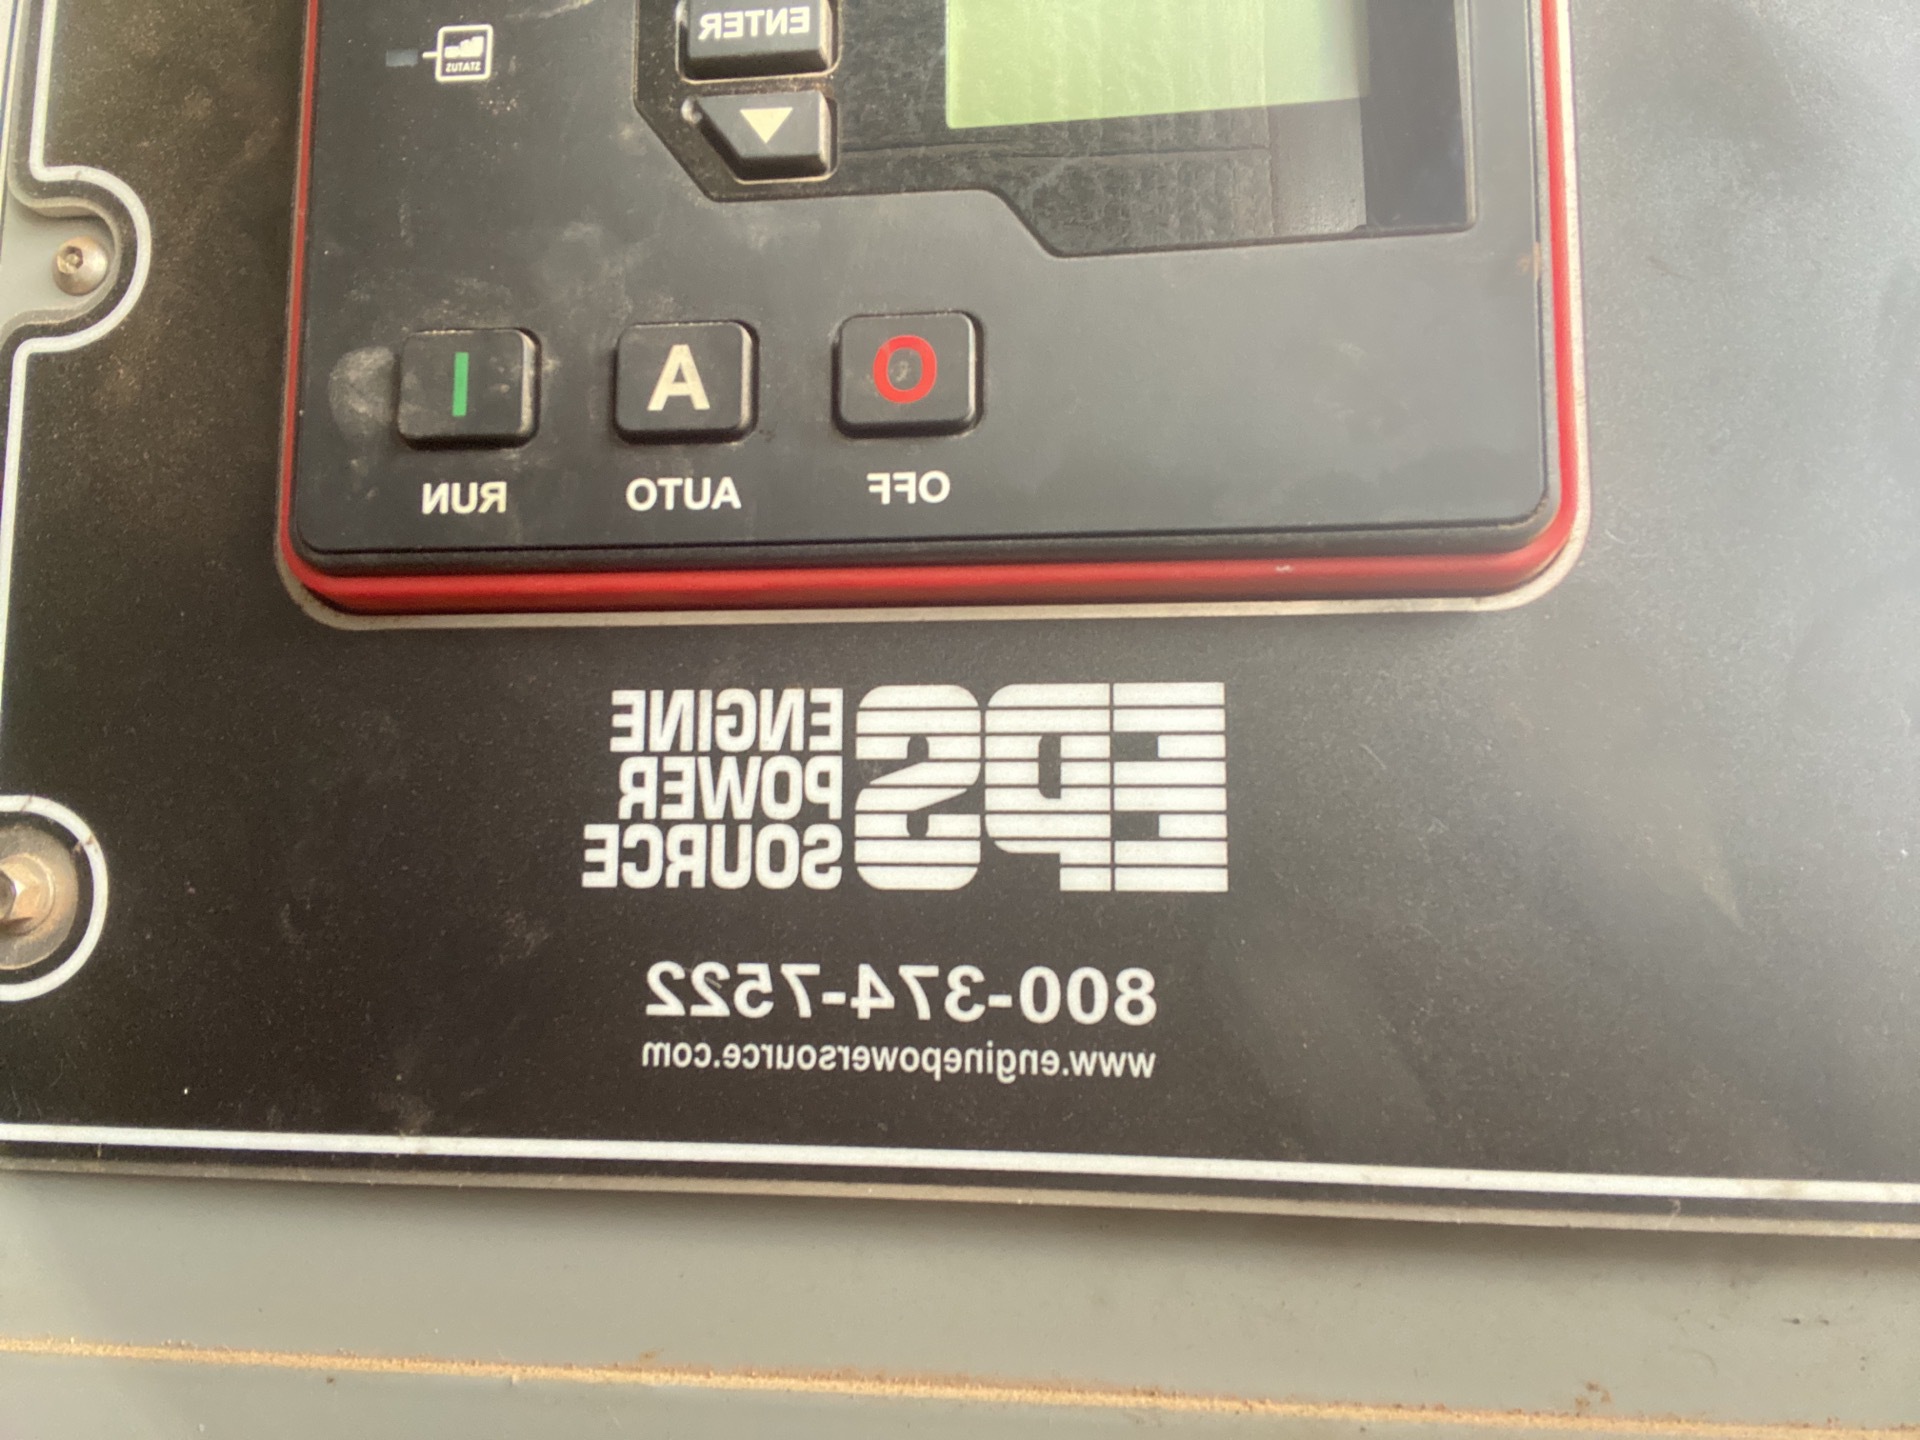 ENTER
STATUS
O A I
OFF AUTO RUN
EPS ENGINE
POWER
SOURCE
800-374-7522
www.enginepowersource.com